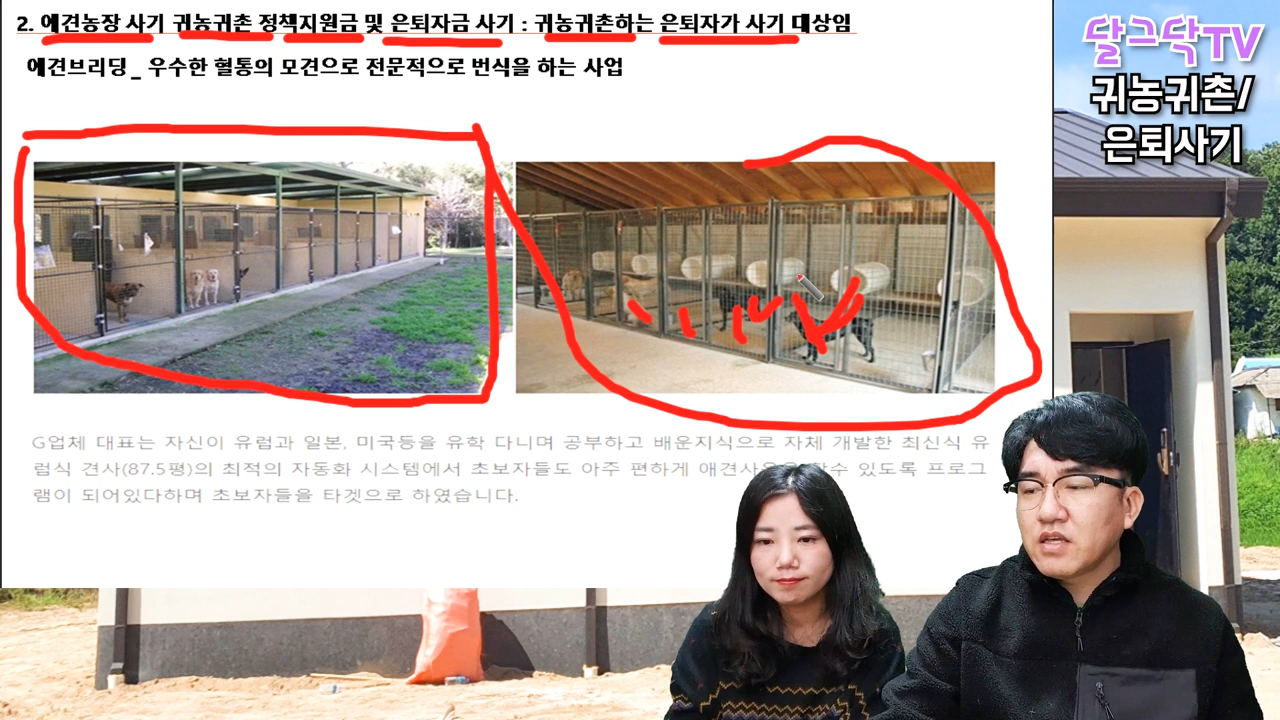 2. 애견농장 사기 귀농귀촌 정책지원금 및 은퇴자금 사기 : 귀농귀촌하는 은퇴자가 사기 대상임
애견브리딩_ 우수한 혈통의 모견으로 전문적으로 번식을 하는 사업
달그닥TV
귀농귀촌/
은퇴사기
G업체 대표는 자신이 유럽과 일본, 미국등을 유학 다니며 공부하고 배운지식으로 자체 개발한 최신식 유
럽식 견사(87.5평)의 최적의 자동화 시스템에서 초보자들도 아주 편하게 애견사 수 있도록 프로그
램이 되어있다하며 초보자들을 타겟으로 하였습니다.